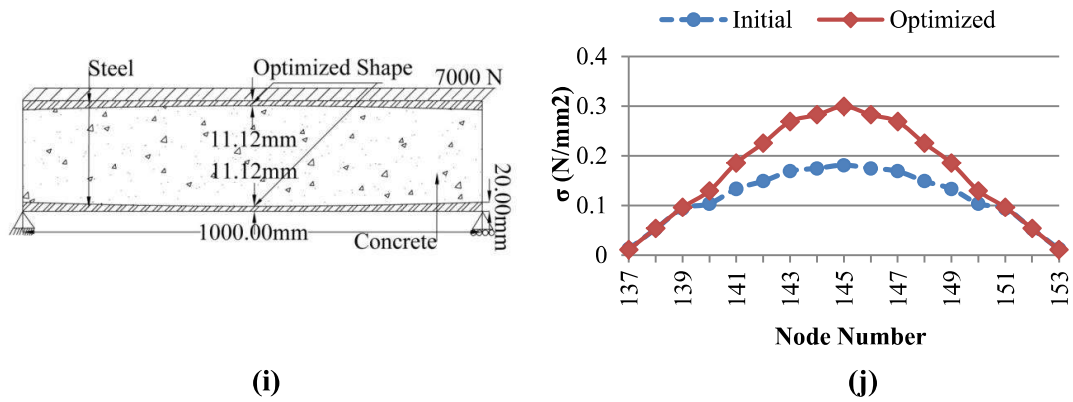 Steel
Optimized Shape
7000 N
11.12mm
11.12mm
20.00mm
1000.00mm
Concrete
(i)
Initial
Optimized
σ (N/mm2)
0.4
0.3
0.2
0.1
0
137
139
141
143
145
147
149
151
153
Node Number
(j)